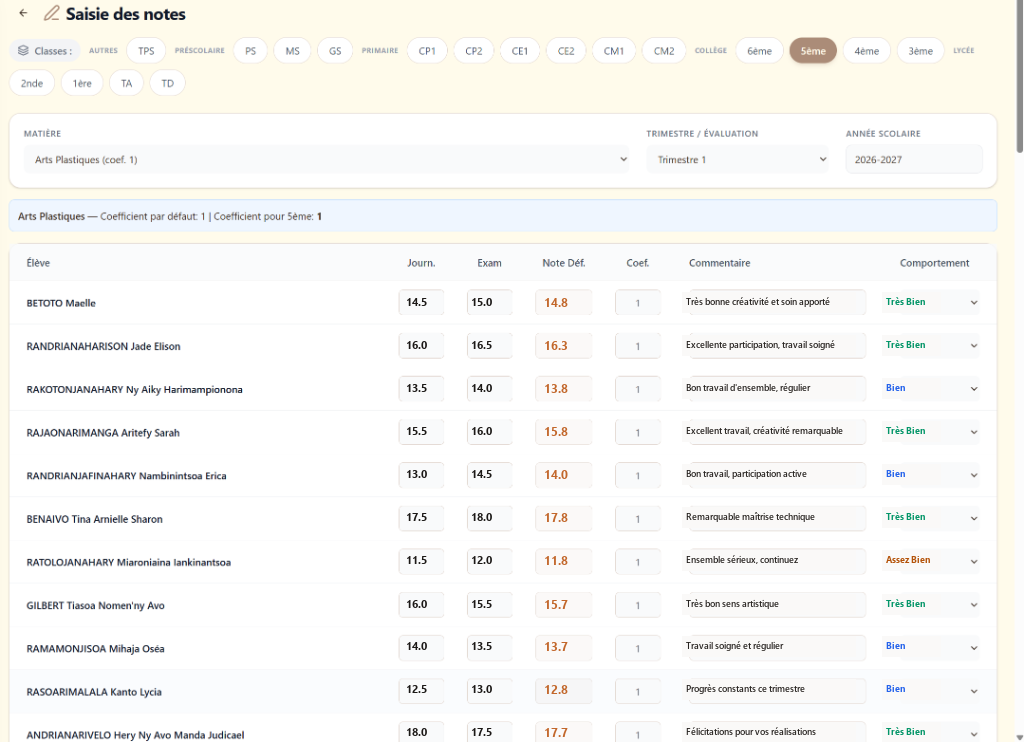 Saisie des notes
Classes : AUTRES TPS PRÉSCOLAIRE PS MS GS PRIMAIRE CP1 CP2 CE1 CE2 CM1 CM2 COLLÈGE 6ème 5ème 4ème 3ème LYCÉE
2nde 1ère TA TD
MATIÈRE TRIMESTRE / ÉVALUATION ANNÉE SCOLAIRE
Arts Plastiques (coef. 1) Trimestre 1 2026-2027
Arts Plastiques — Coefficient par défaut: 1 | Coefficient pour 5ème: 1
Élève Journ. Exam Note Déf. Coef. Commentaire Comportement
BETOTO Maelle 14.5 15.0 14.8 1 Très bonne créativité et soin apporté Très Bien
RANDRIANAHARISON Jade Elison 16.0 16.5 16.3 1 Excellente participation, travail soigné Très Bien
RAKOTONJANAHARY Ny Aiky Harimampionona 13.5 14.0 13.8 1 Bon travail d'ensemble, régulier Bien
RAJAONARIMANGA Aritefy Sarah 15.5 16.0 15.8 1 Excellent travail, créativité remarquable Très Bien
RANDRIANJAFINAHARY Nambinintsoa Erica 13.0 14.5 14.0 1 Bon travail, participation active Bien
BENAIVO Tina Arnielle Sharon 17.5 18.0 17.8 1 Remarquable maîtrise technique Très Bien
RATOLOJANAHARY Miaroniaina Iankinantsoa 11.5 12.0 11.8 1 Ensemble sérieux, continuez Assez Bien
GILBERT Tiasoa Nomen'ny Avo 16.0 15.5 15.7 1 Très bon sens artistique Très Bien
RAMAMONJISOA Mihaja Oséa 14.0 13.5 13.7 1 Travail soigné et régulier Bien
RASOARIMALALA Kanto Lycia 12.5 13.0 12.8 1 Progrès constants ce trimestre Bien
ANDRIANARIVELO Hery Ny Avo Manda Judicael 18.0 17.5 17.7 1 Félicitations pour vos réalisations Très Bien